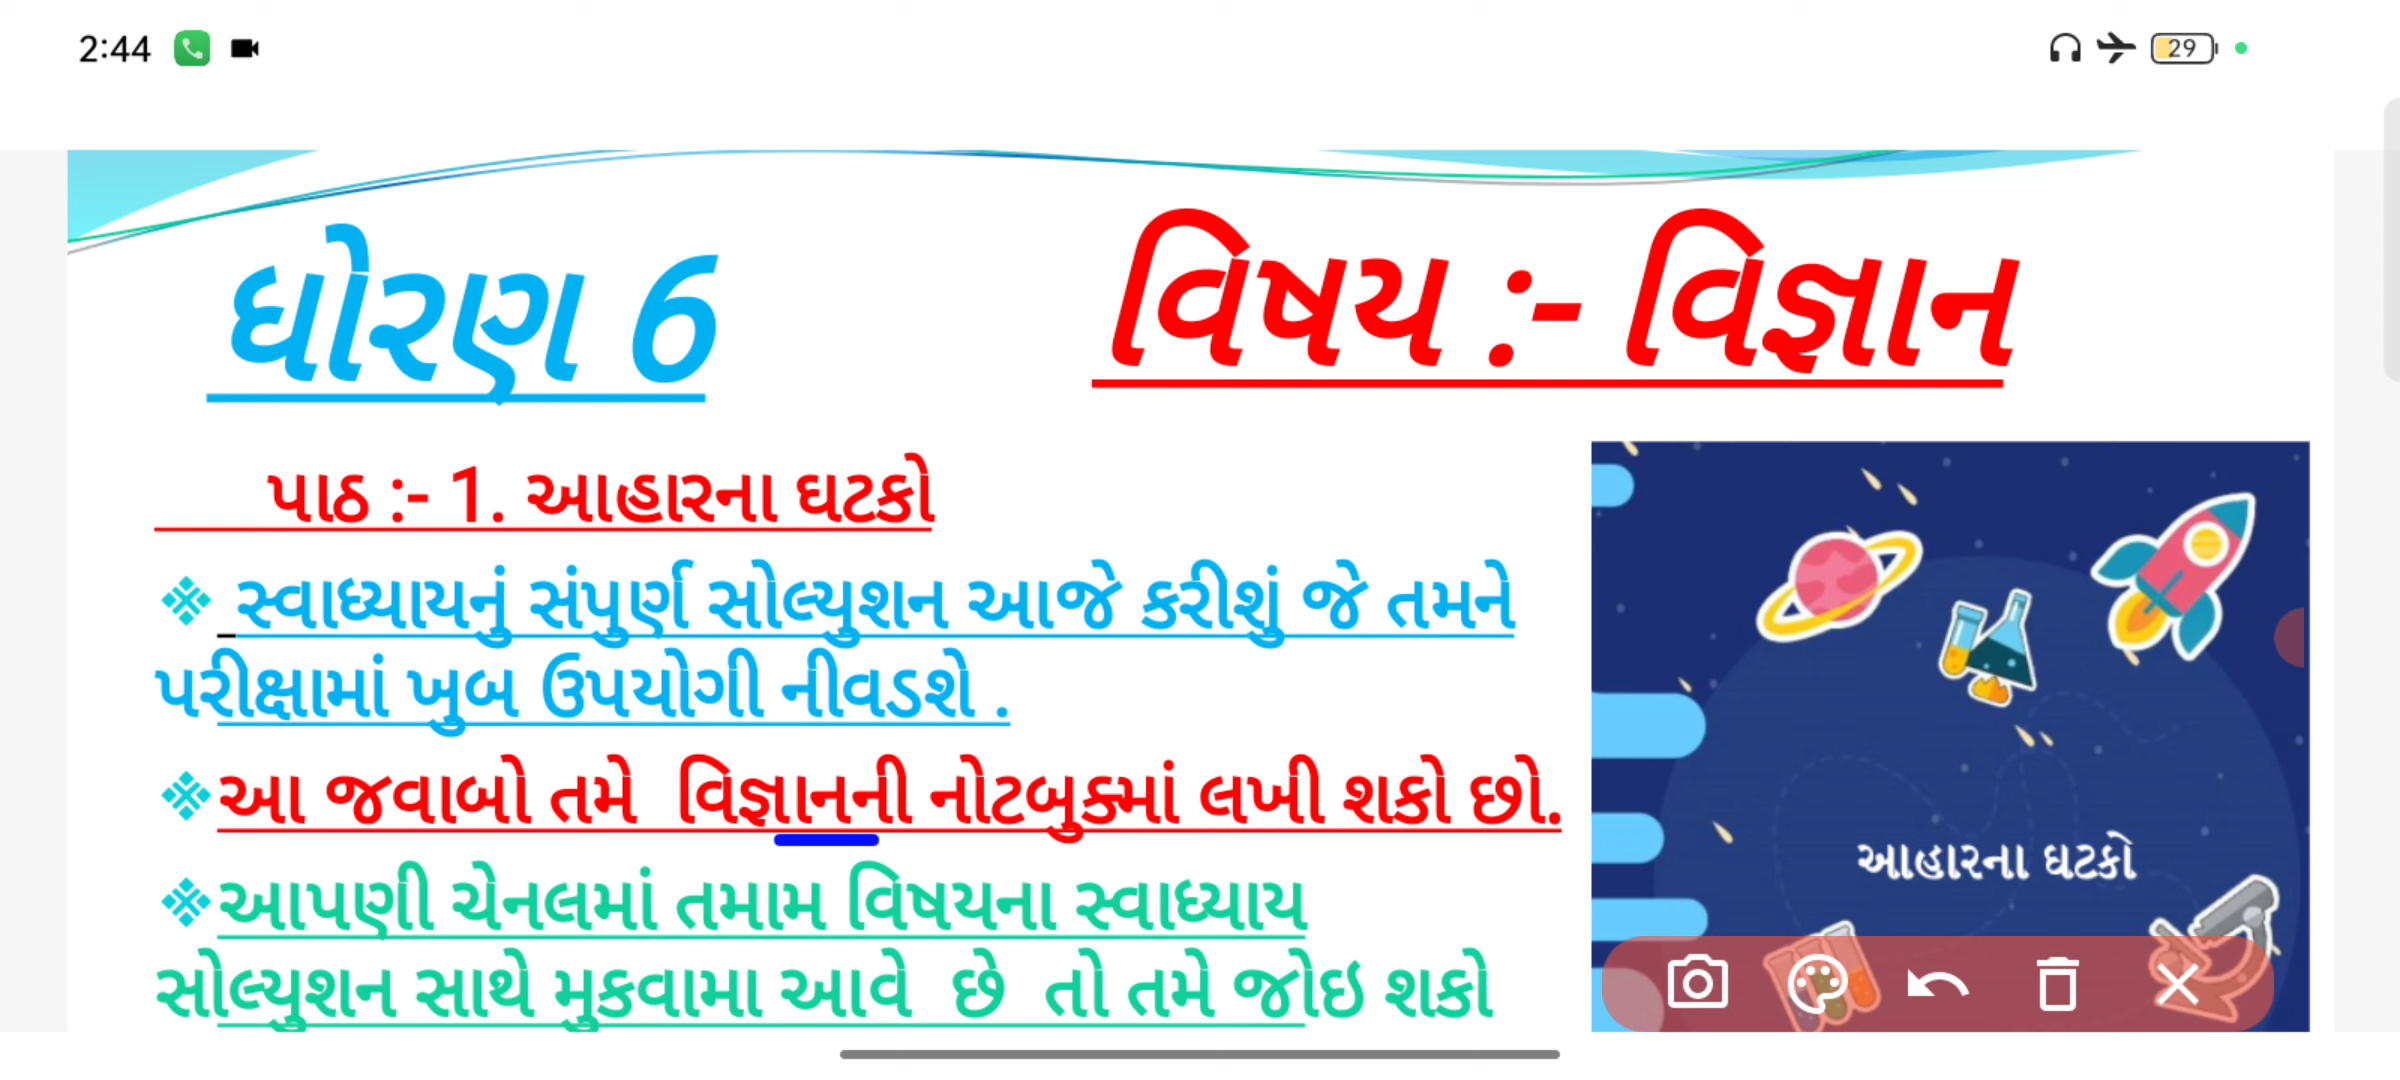 2:44
29
ધોરણ 6
વિષય :- વિજ્ઞાન
પાઠ :- 1. આહારના ઘટકો
સ્વાધ્યાયનું સંપુર્ણ સોલ્યુશન આજે કરીશું જે તમને
પરીક્ષામાં ખુબ ઉપયોગી નીવડશે .
આ જવાબો તમે વિજ્ઞાનની નોટબુકમાં લખી શકો છો.
આપણી ચેનલમાં તમામ વિષયના સ્વાધ્યાય
સોલ્યુશન સાથે મુકવામા આવે છે તો તમે જોઇ શકો
આહારના ઘટકો